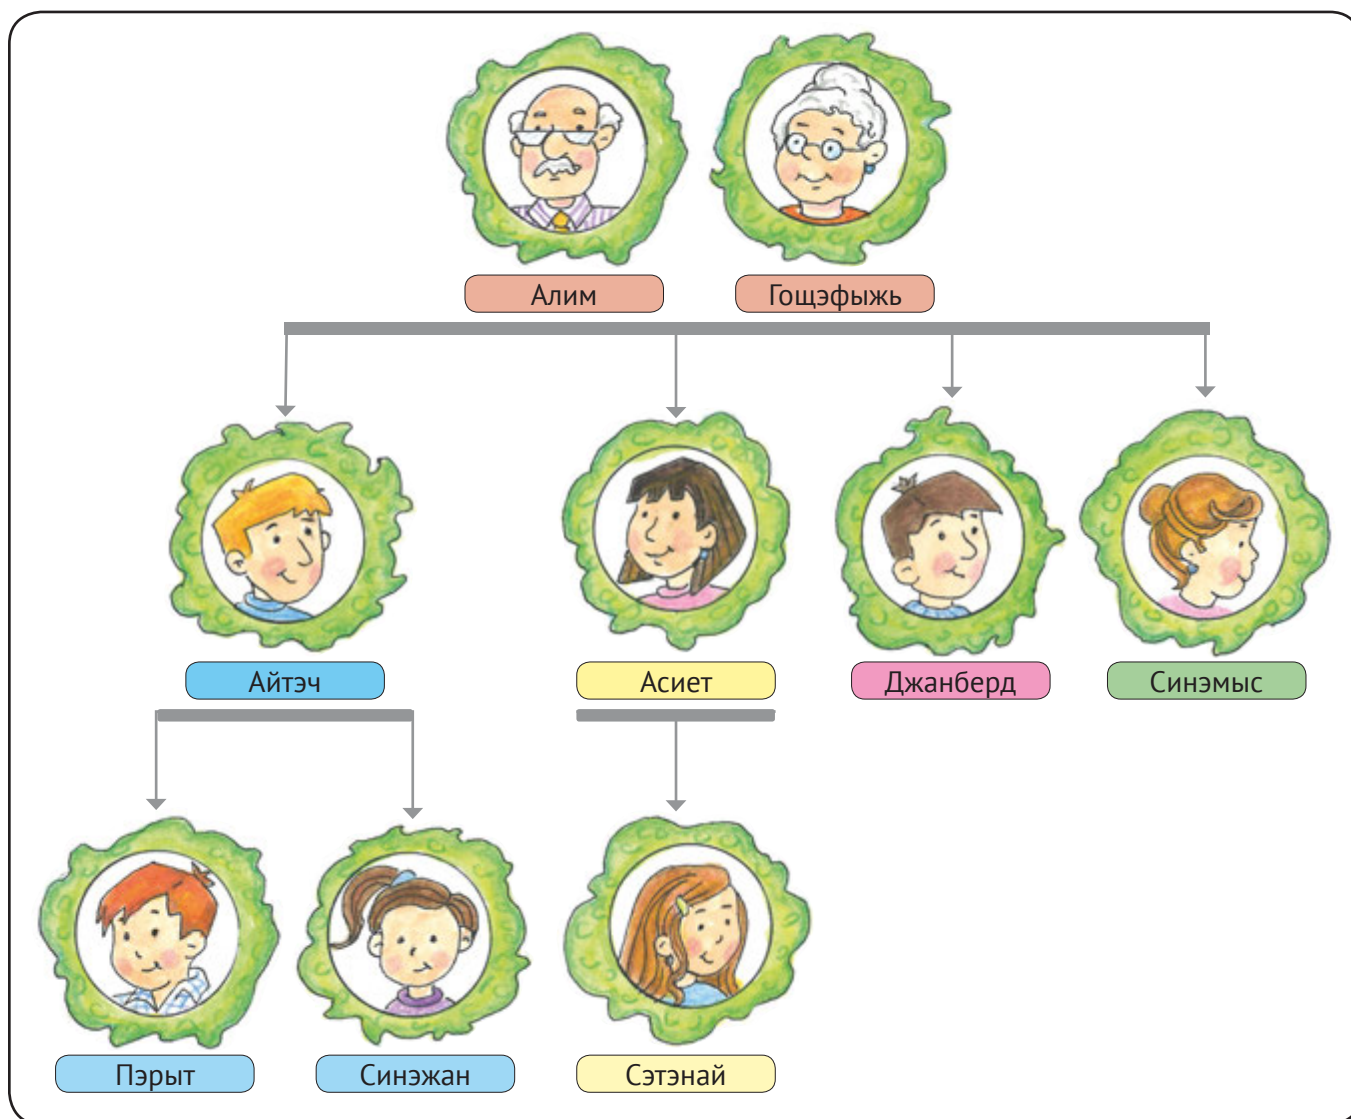 Алим
Гощэфыжь
Айтэч
Асиет
Джанберд
Синэмыс
Пэрыт
Синэжан
Сэтэнай